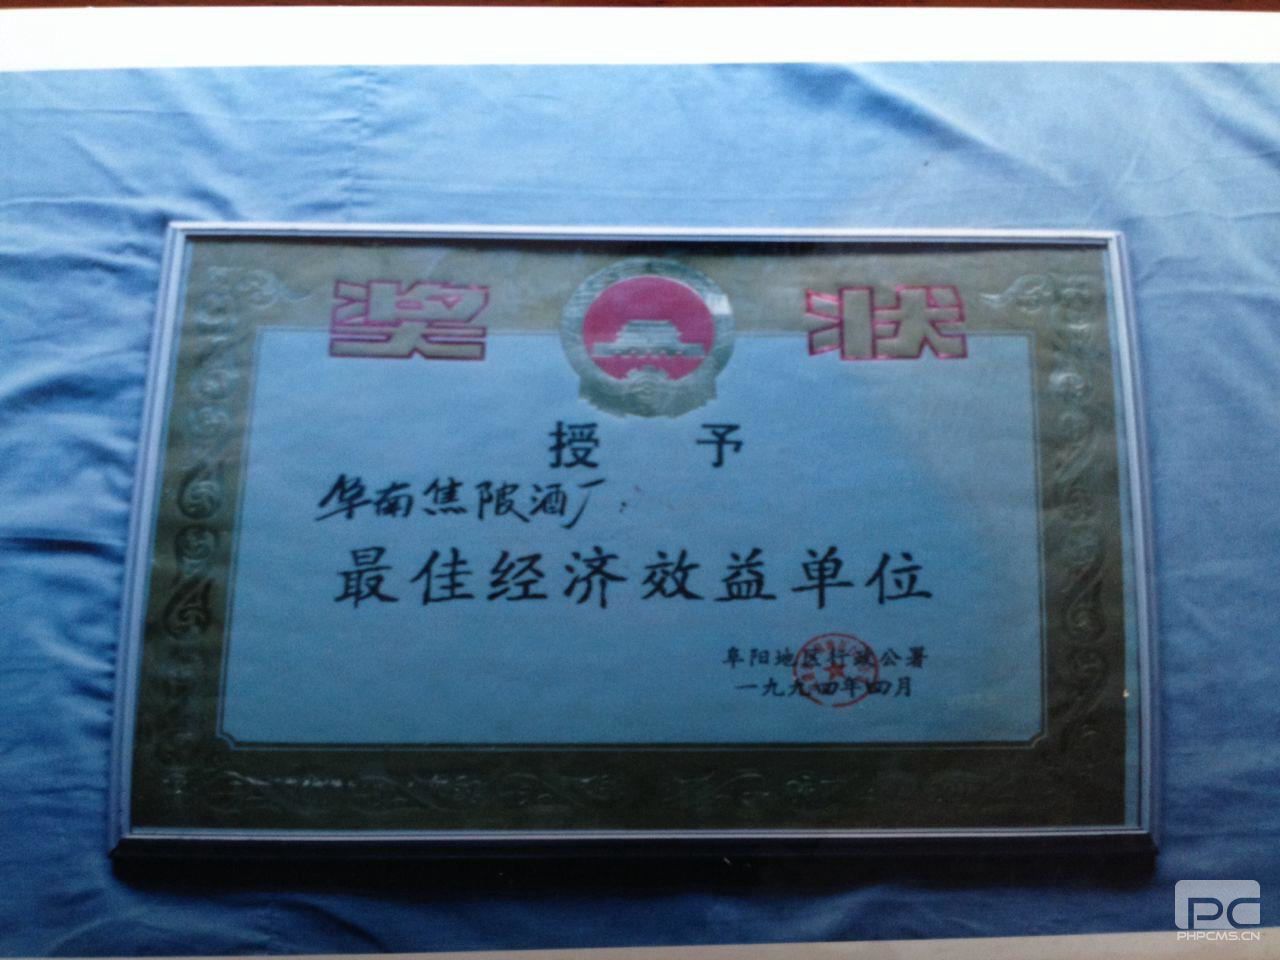 奖状
授予
阜南焦陂酒厂:
最佳经济效益单位
阜阳地区行政公署
一九九四年四月
PC
PHPCMS.CN